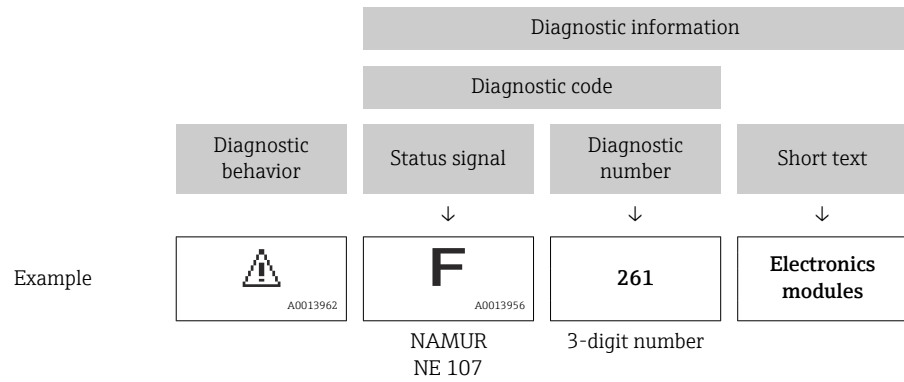 Diagnostic information
Diagnostic code
Diagnostic
behavior
Status signal
Diagnostic
number
Short text
↓ ↓ ↓
Example
A0013962
F
A0013956
261
Electronics
modules
NAMUR
NE 107
3-digit number